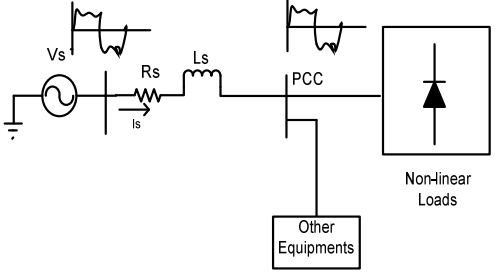 Vs
Rs
Ls
Is
PCC
Non-linear
Loads
Other
Equipments